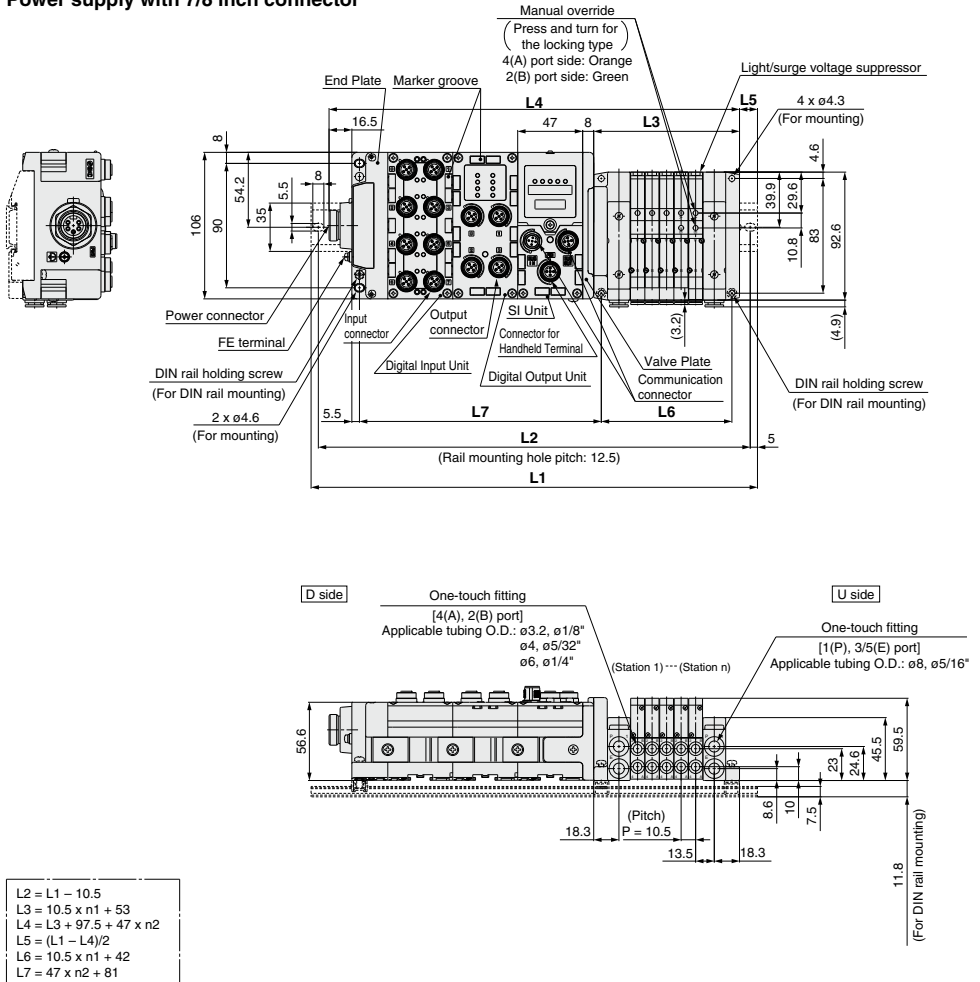 Power supply with 7/8 inch connector
Manual override
(Press and turn for
the locking type)
4(A) port side: Orange
2(B) port side: Green
Light/surge voltage suppressor
End Plate
Marker groove
L4
L5
4 x ø4.3
(For mounting)
16.5
47
8
L3
8
4.6
54.2
8
5.5
35
106
90
39.9
29.6
10.8
83
92.6
(3.2)
(4.9)
Power connector
FE terminal
Input
connector
Output
connector
SI Unit
Connector for
Handheld Terminal
Digital Input Unit
Digital Output Unit
Valve Plate
Communication
connector
DIN rail holding screw
(For DIN rail mounting)
DIN rail holding screw
(For DIN rail mounting)
2 x ø4.6
(For mounting)
5.5
L7
L6
L2
5
(Rail mounting hole pitch: 12.5)
L1
D side
One-touch fitting
[4(A), 2(B) port]
Applicable tubing O.D.: ø3.2, ø1/8"
ø4, ø5/32"
ø6, ø1/4"
U side
One-touch fitting
[1(P), 3/5(E) port]
Applicable tubing O.D.: ø8, ø5/16"
(Station 1)---(Station n)
56.6
23
24.6
45.5
59.5
8.6
10
7.5
18.3
(Pitch)
P = 10.5
13.5
18.3
11.8
(For DIN rail mounting)
L2 = L1 – 10.5
L3 = 10.5 x n1 + 53
L4 = L3 + 97.5 + 47 x n2
L5 = (L1 – L4)/2
L6 = 10.5 x n1 + 42
L7 = 47 x n2 + 81